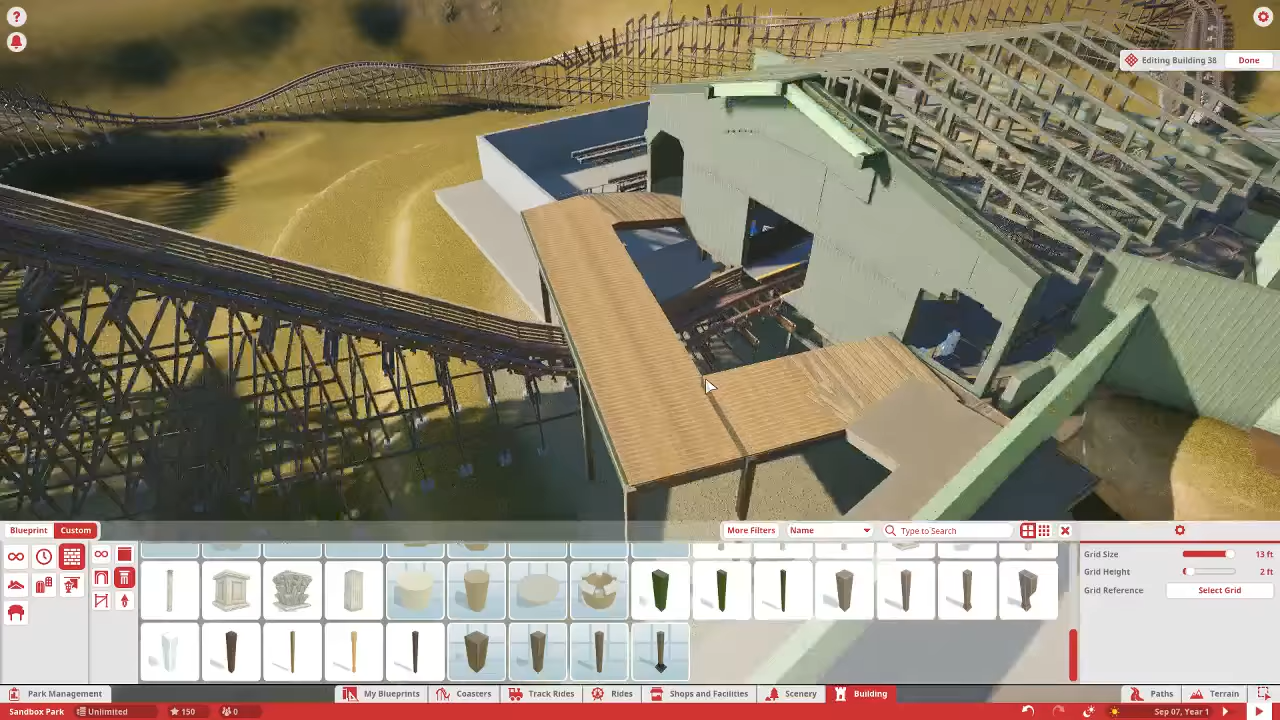 ?
Editing Building 38 Done
Blueprint Custom
More Filters Name Type to Search
Grid Size 13 ft
Grid Height 2 ft
Grid Reference Select Grid
Park Management My Blueprints Coasters Track Rides Rides Shops and Facilities Scenery Building Paths Terrain
Sandbox Park Unlimited 150 0 Sep 07, Year 1